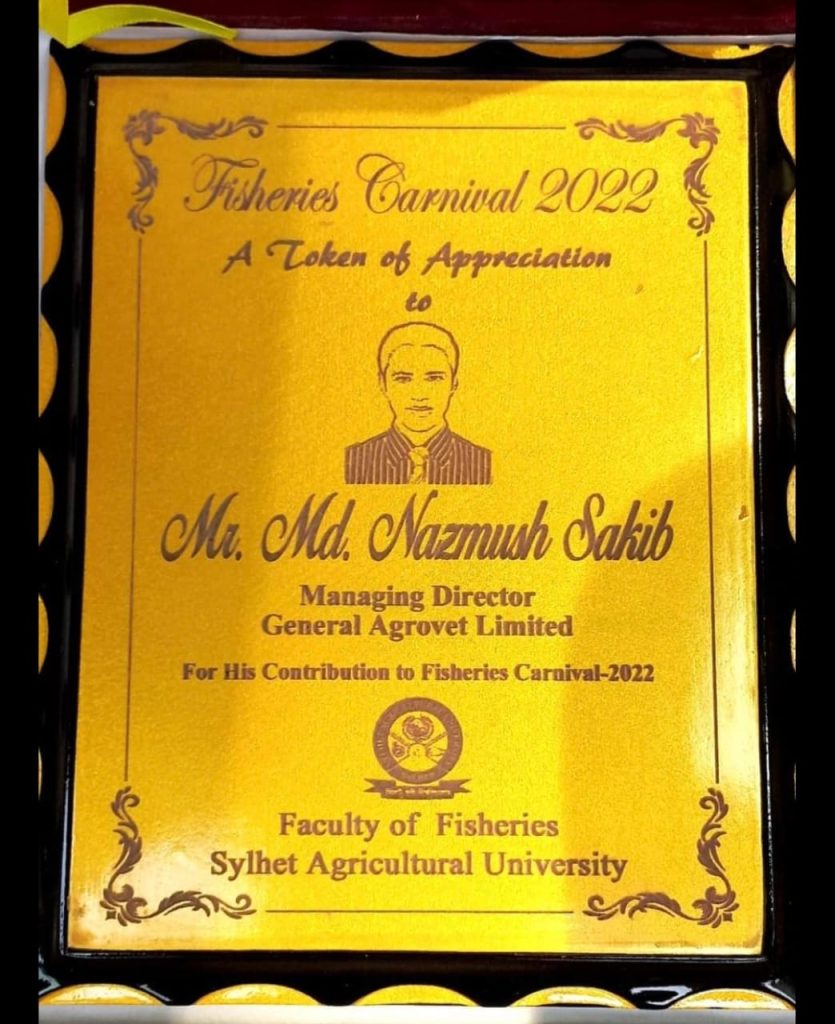 Fisheries Carnival 2022
A Token of Appreciation
to
Mr. Md. Nazmush Sakib
Managing Director
General Agrovet Limited
For His Contribution to Fisheries Carnival-2022
Faculty of Fisheries
Sylhet Agricultural University